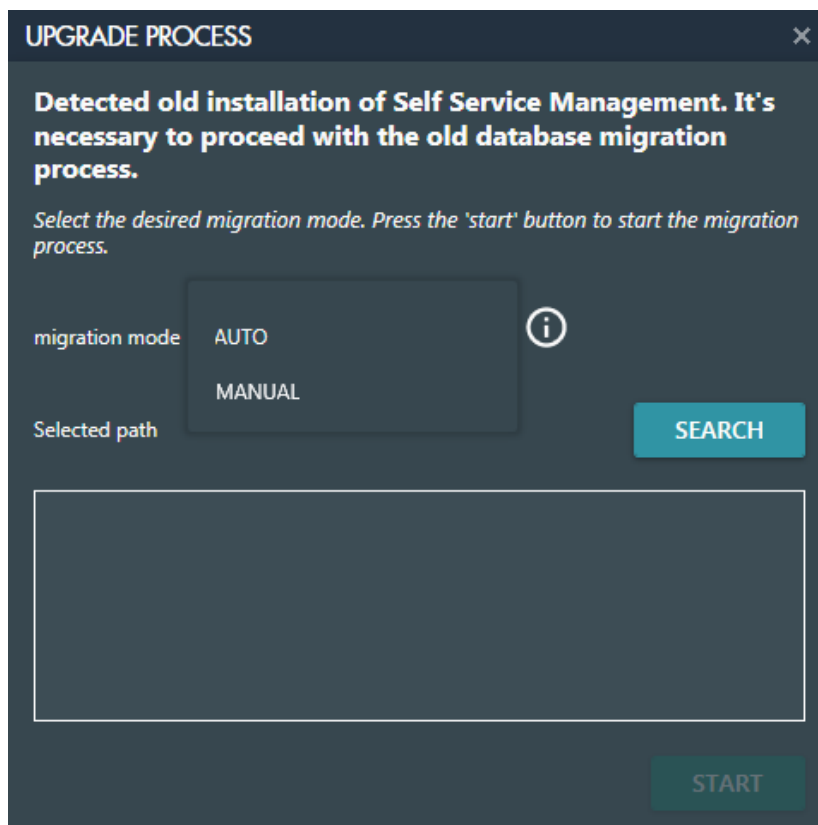 UPGRADE PROCESS
Detected old installation of Self Service Management. It's
necessary to proceed with the old database migration
process.
Select the desired migration mode. Press the 'start' button to start the migration
process.
migration mode
AUTO
MANUAL
Selected path
SEARCH
START